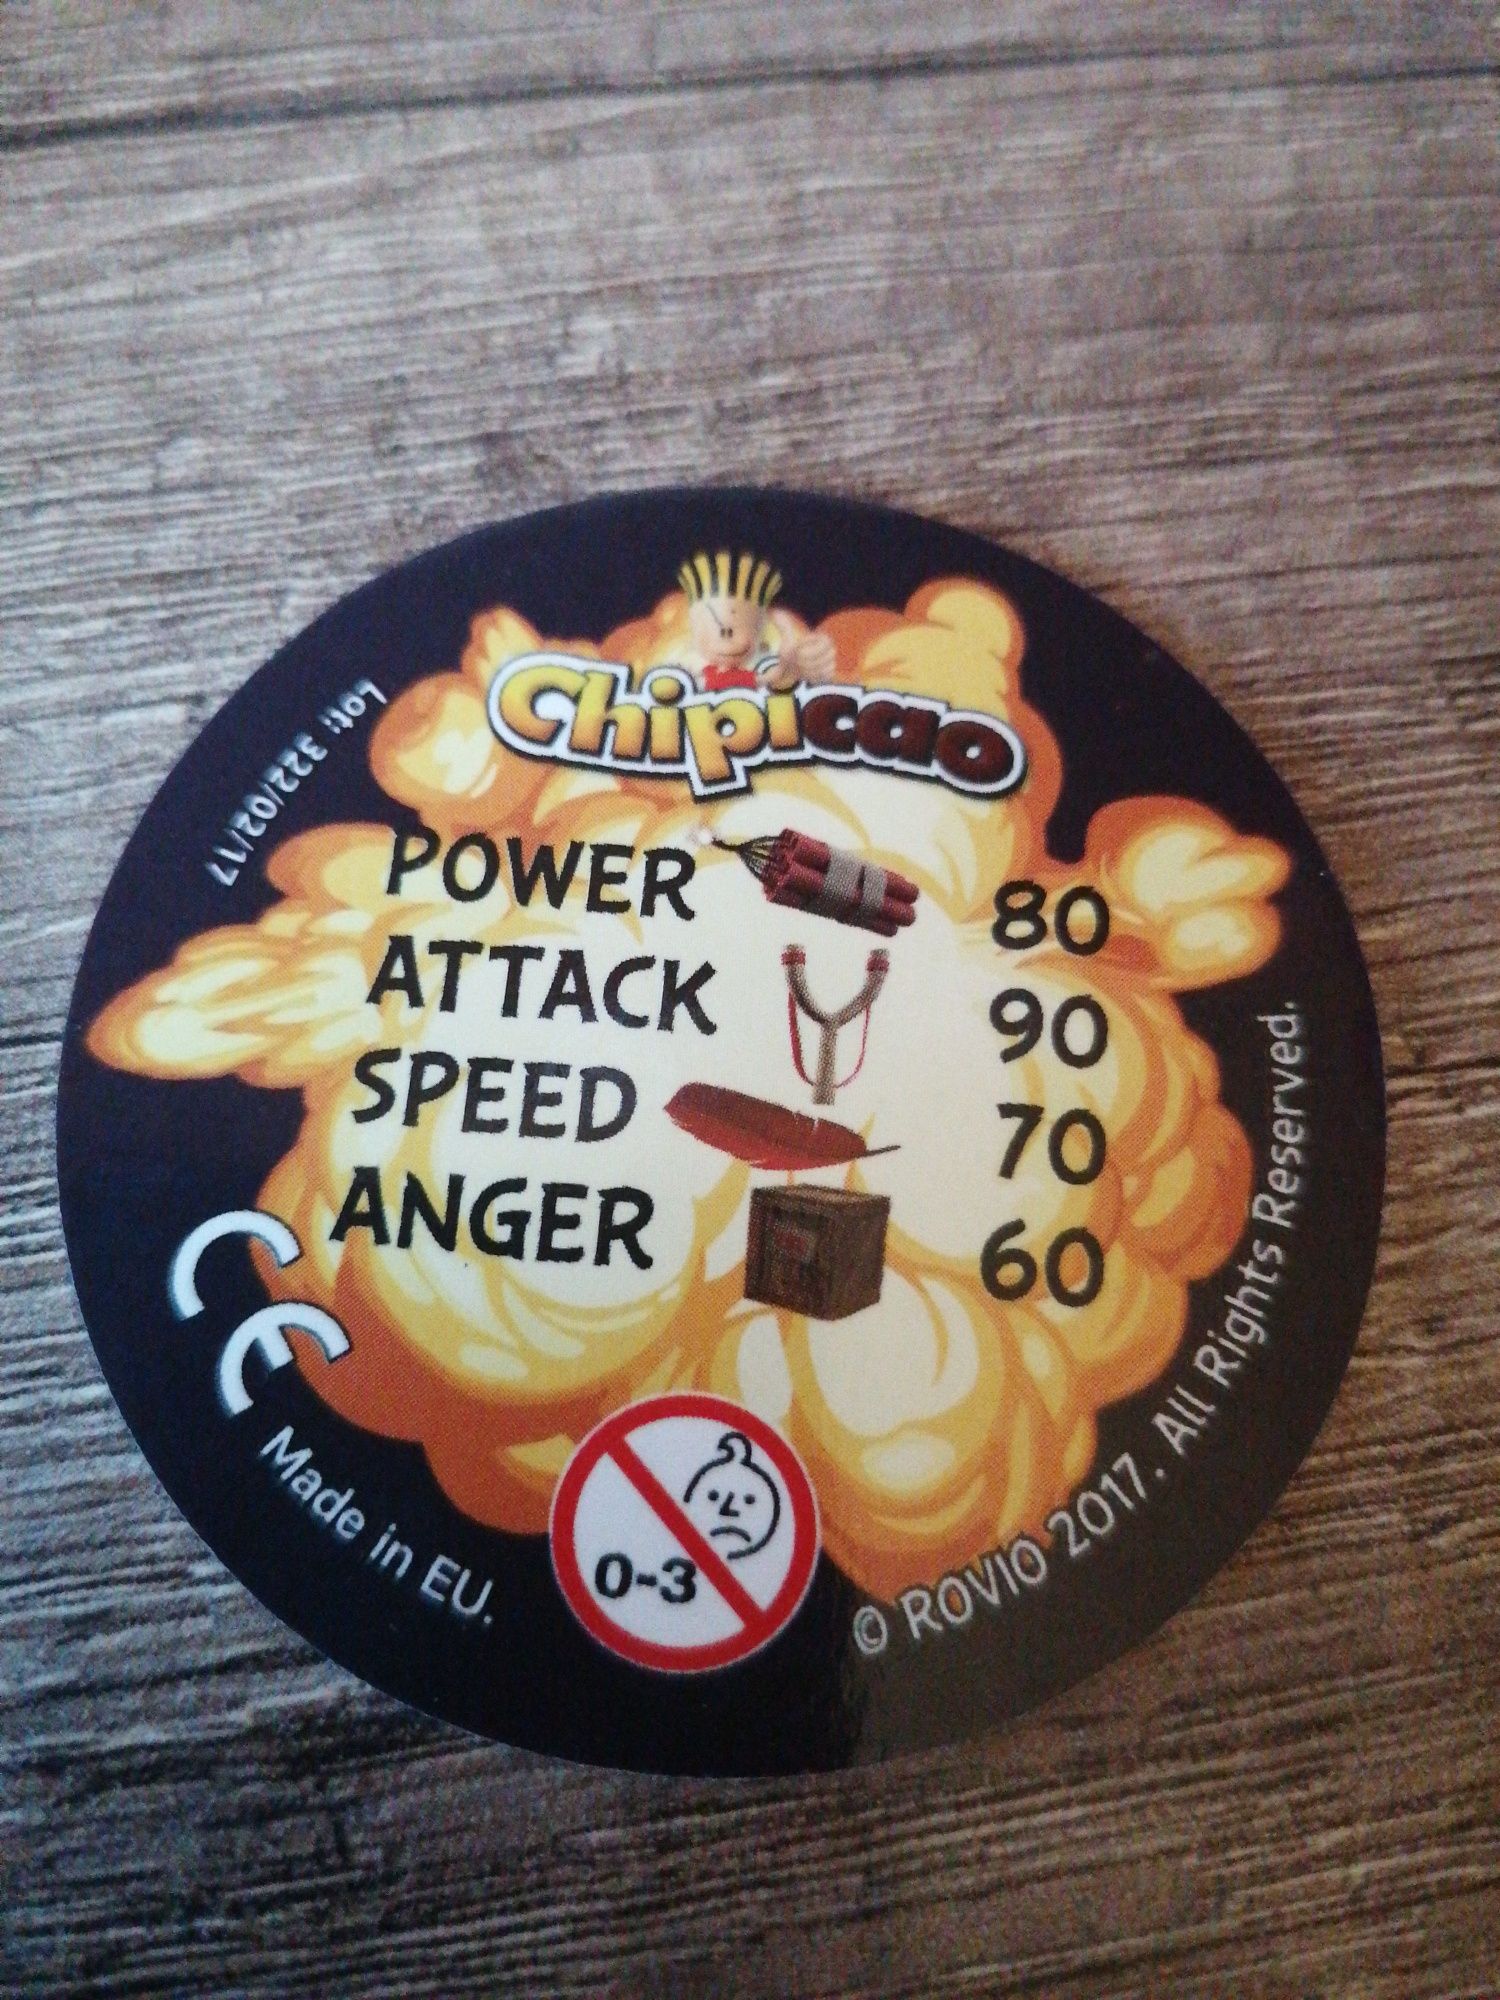 Chipicao
Lot: 322/02/17
POWER 80
ATTACK 90
SPEED 70
ANGER 60
CE
Made in EU.
0-3
© ROVIO 2017. All Rights Reserved.